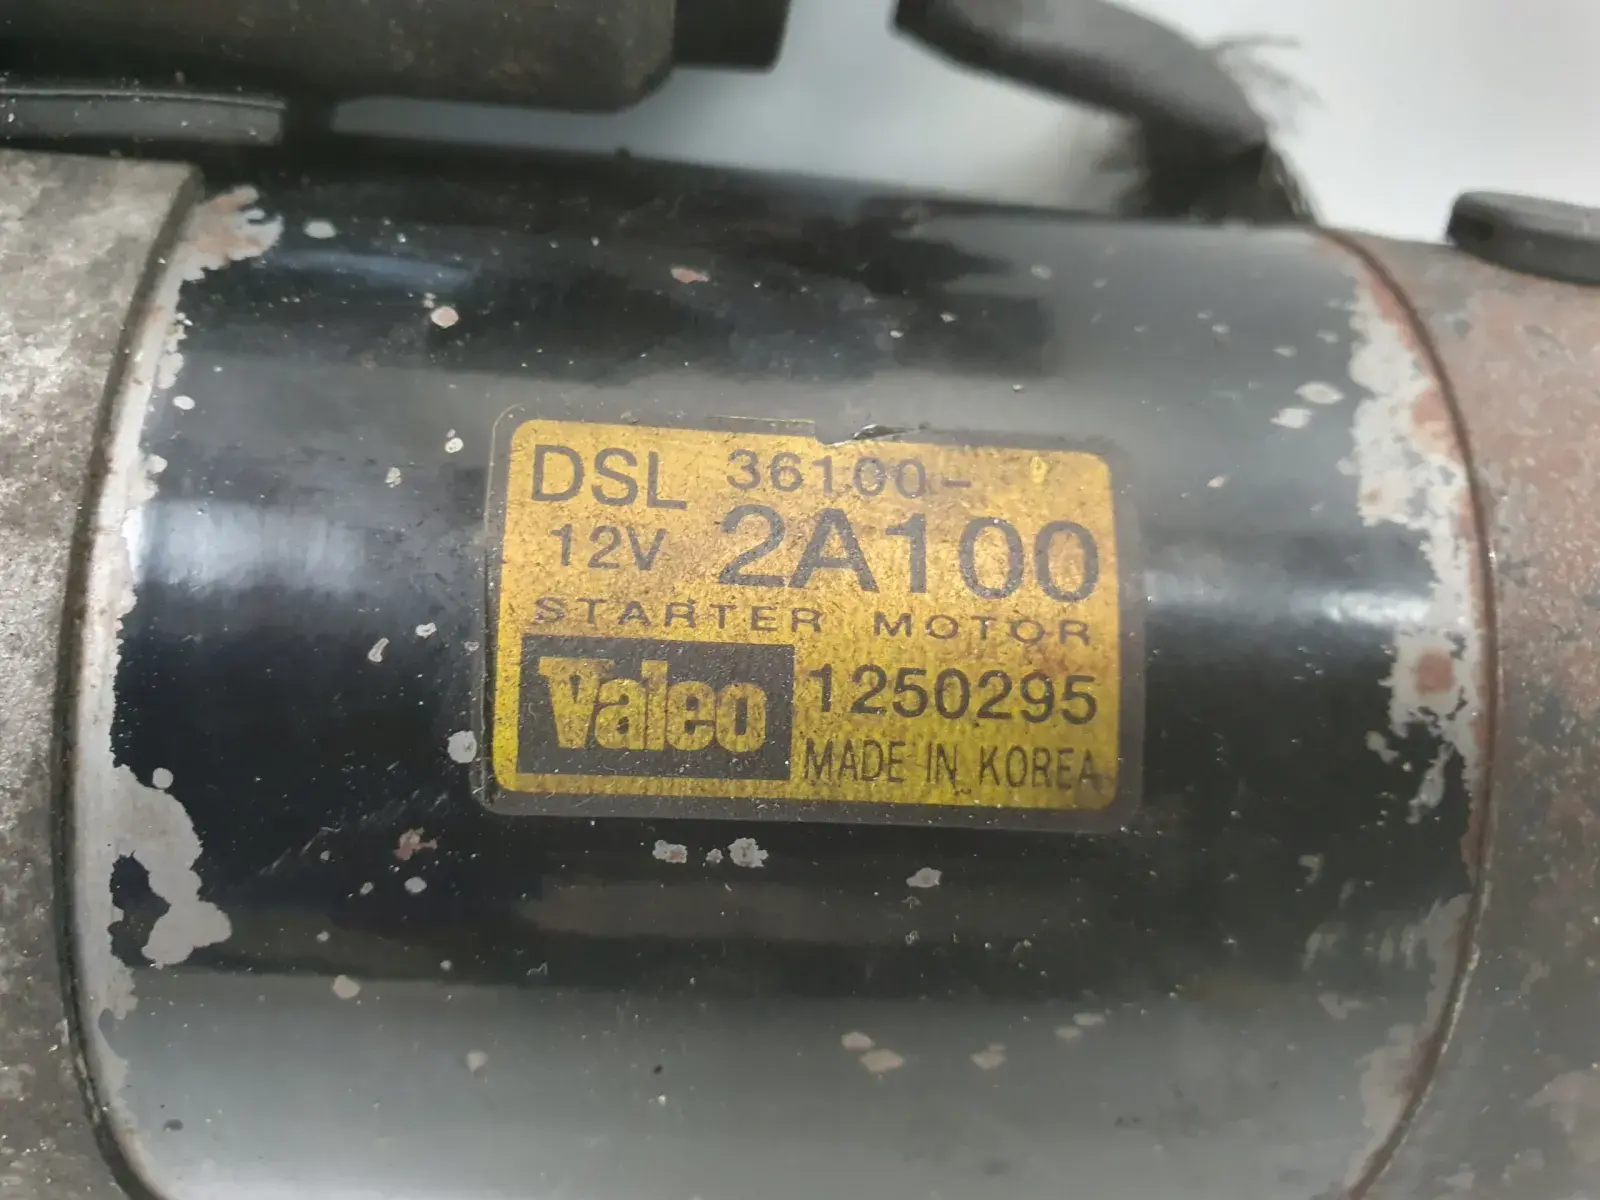 DSL 36100-
12V 2A100
STARTER MOTOR
Valeo 1250295
MADE IN KOREA